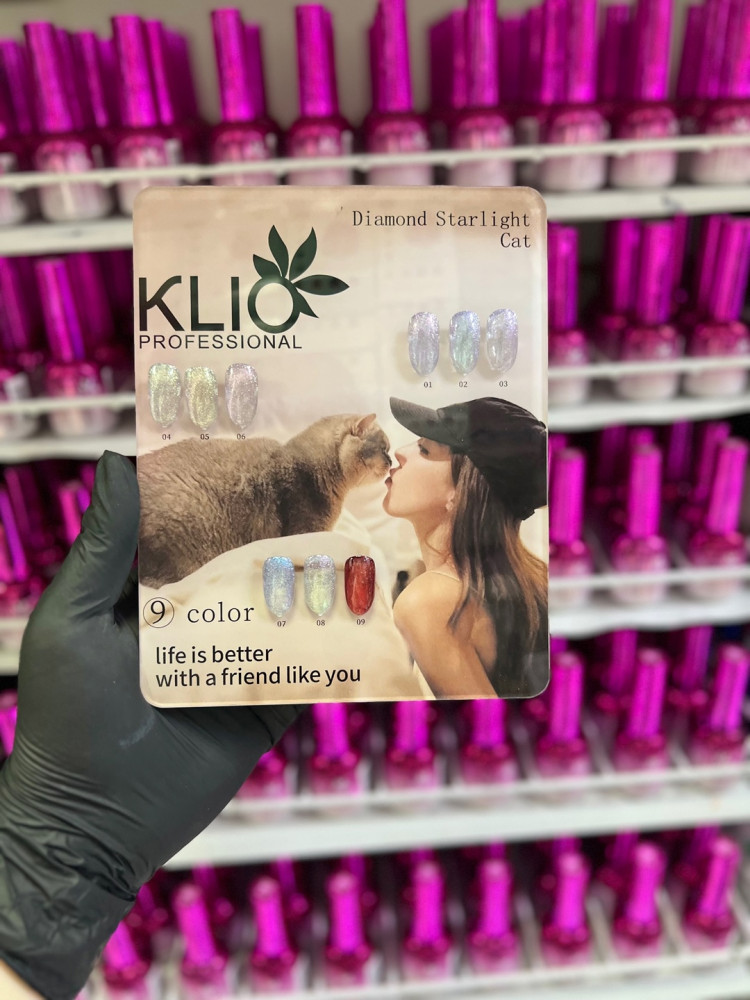 Diamond Starlight
Cat
KLIO
PROFESSIONAL
01 02 03
04 05 06
07 08 09
9 color
life is better
with a friend like you